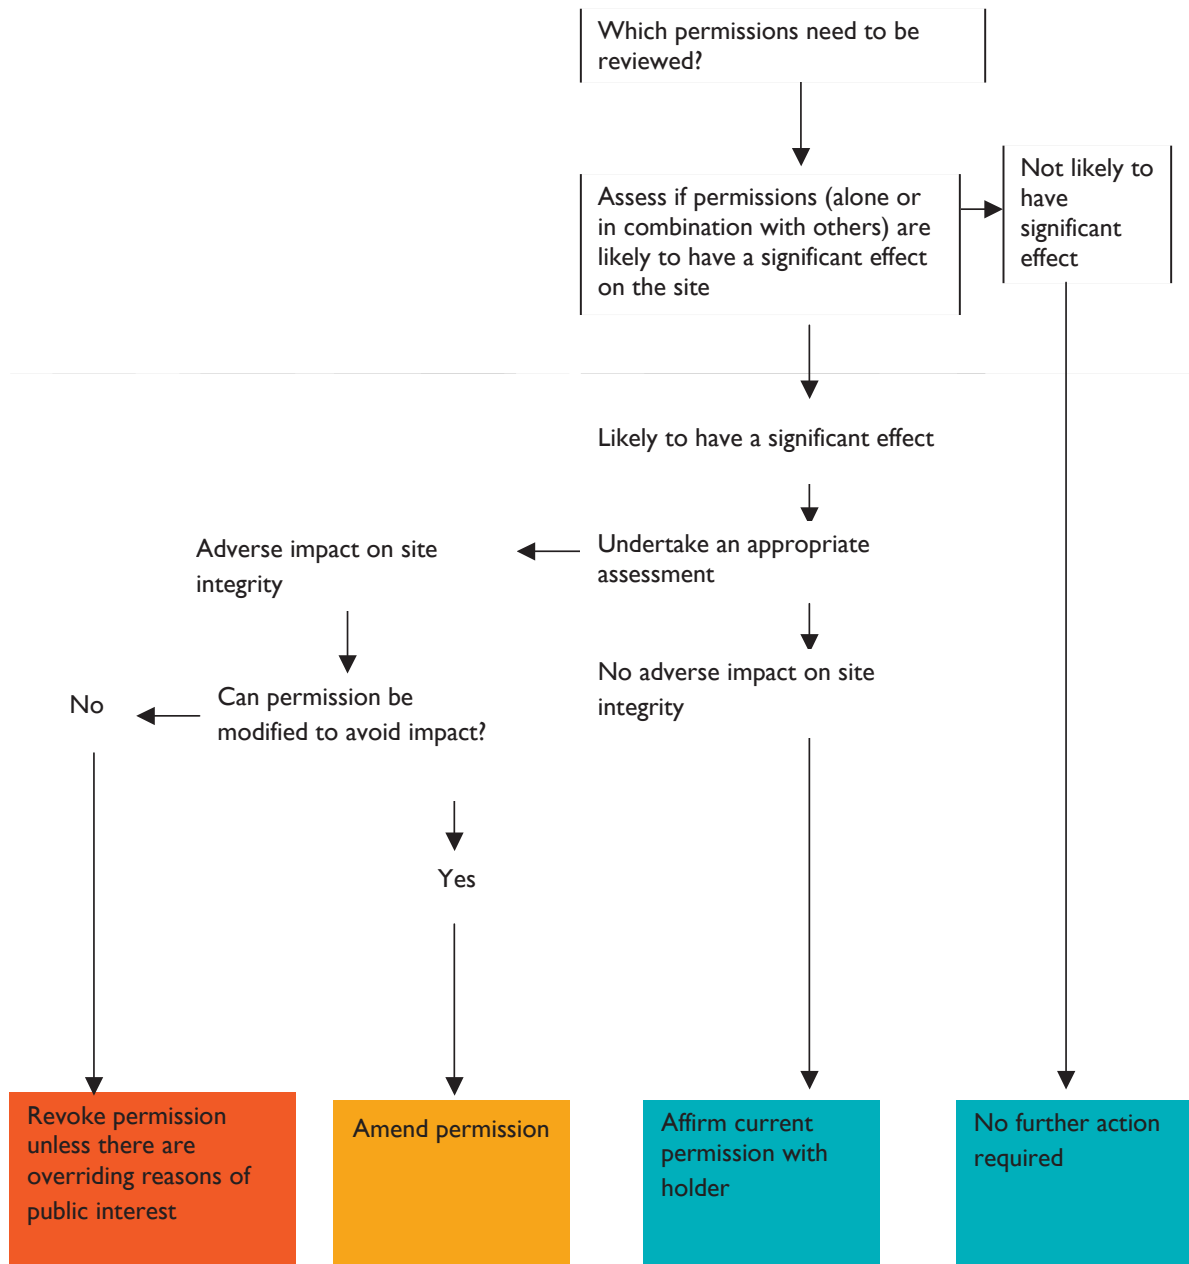 Which permissions need to be
reviewed?
Assess if permissions (alone or
in combination with others) are
likely to have a significant effect
on the site
Not likely to
have
significant
effect
Likely to have a significant effect
Undertake an appropriate
assessment
Adverse impact on site
integrity
No adverse impact on site
integrity
Can permission be
modified to avoid impact?
No
Yes
Revoke permission
unless there are
overriding reasons of
public interest
Amend permission
Affirm current
permission with
holder
No further action
required